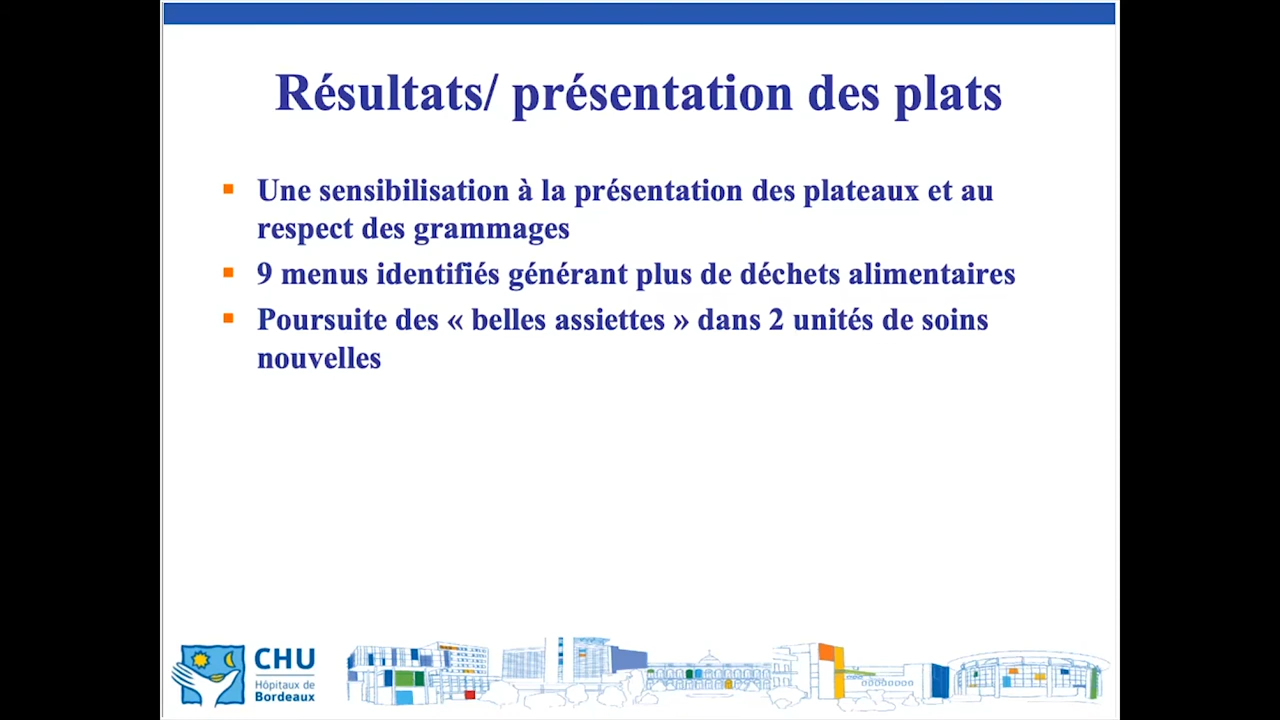 Résultats/ présentation des plats
Une sensibilisation à la présentation des plateaux et au
respect des grammages
9 menus identifiés générant plus de déchets alimentaires
Poursuite des « belles assiettes » dans 2 unités de soins
nouvelles
CHU
Hôpitaux de
Bordeaux